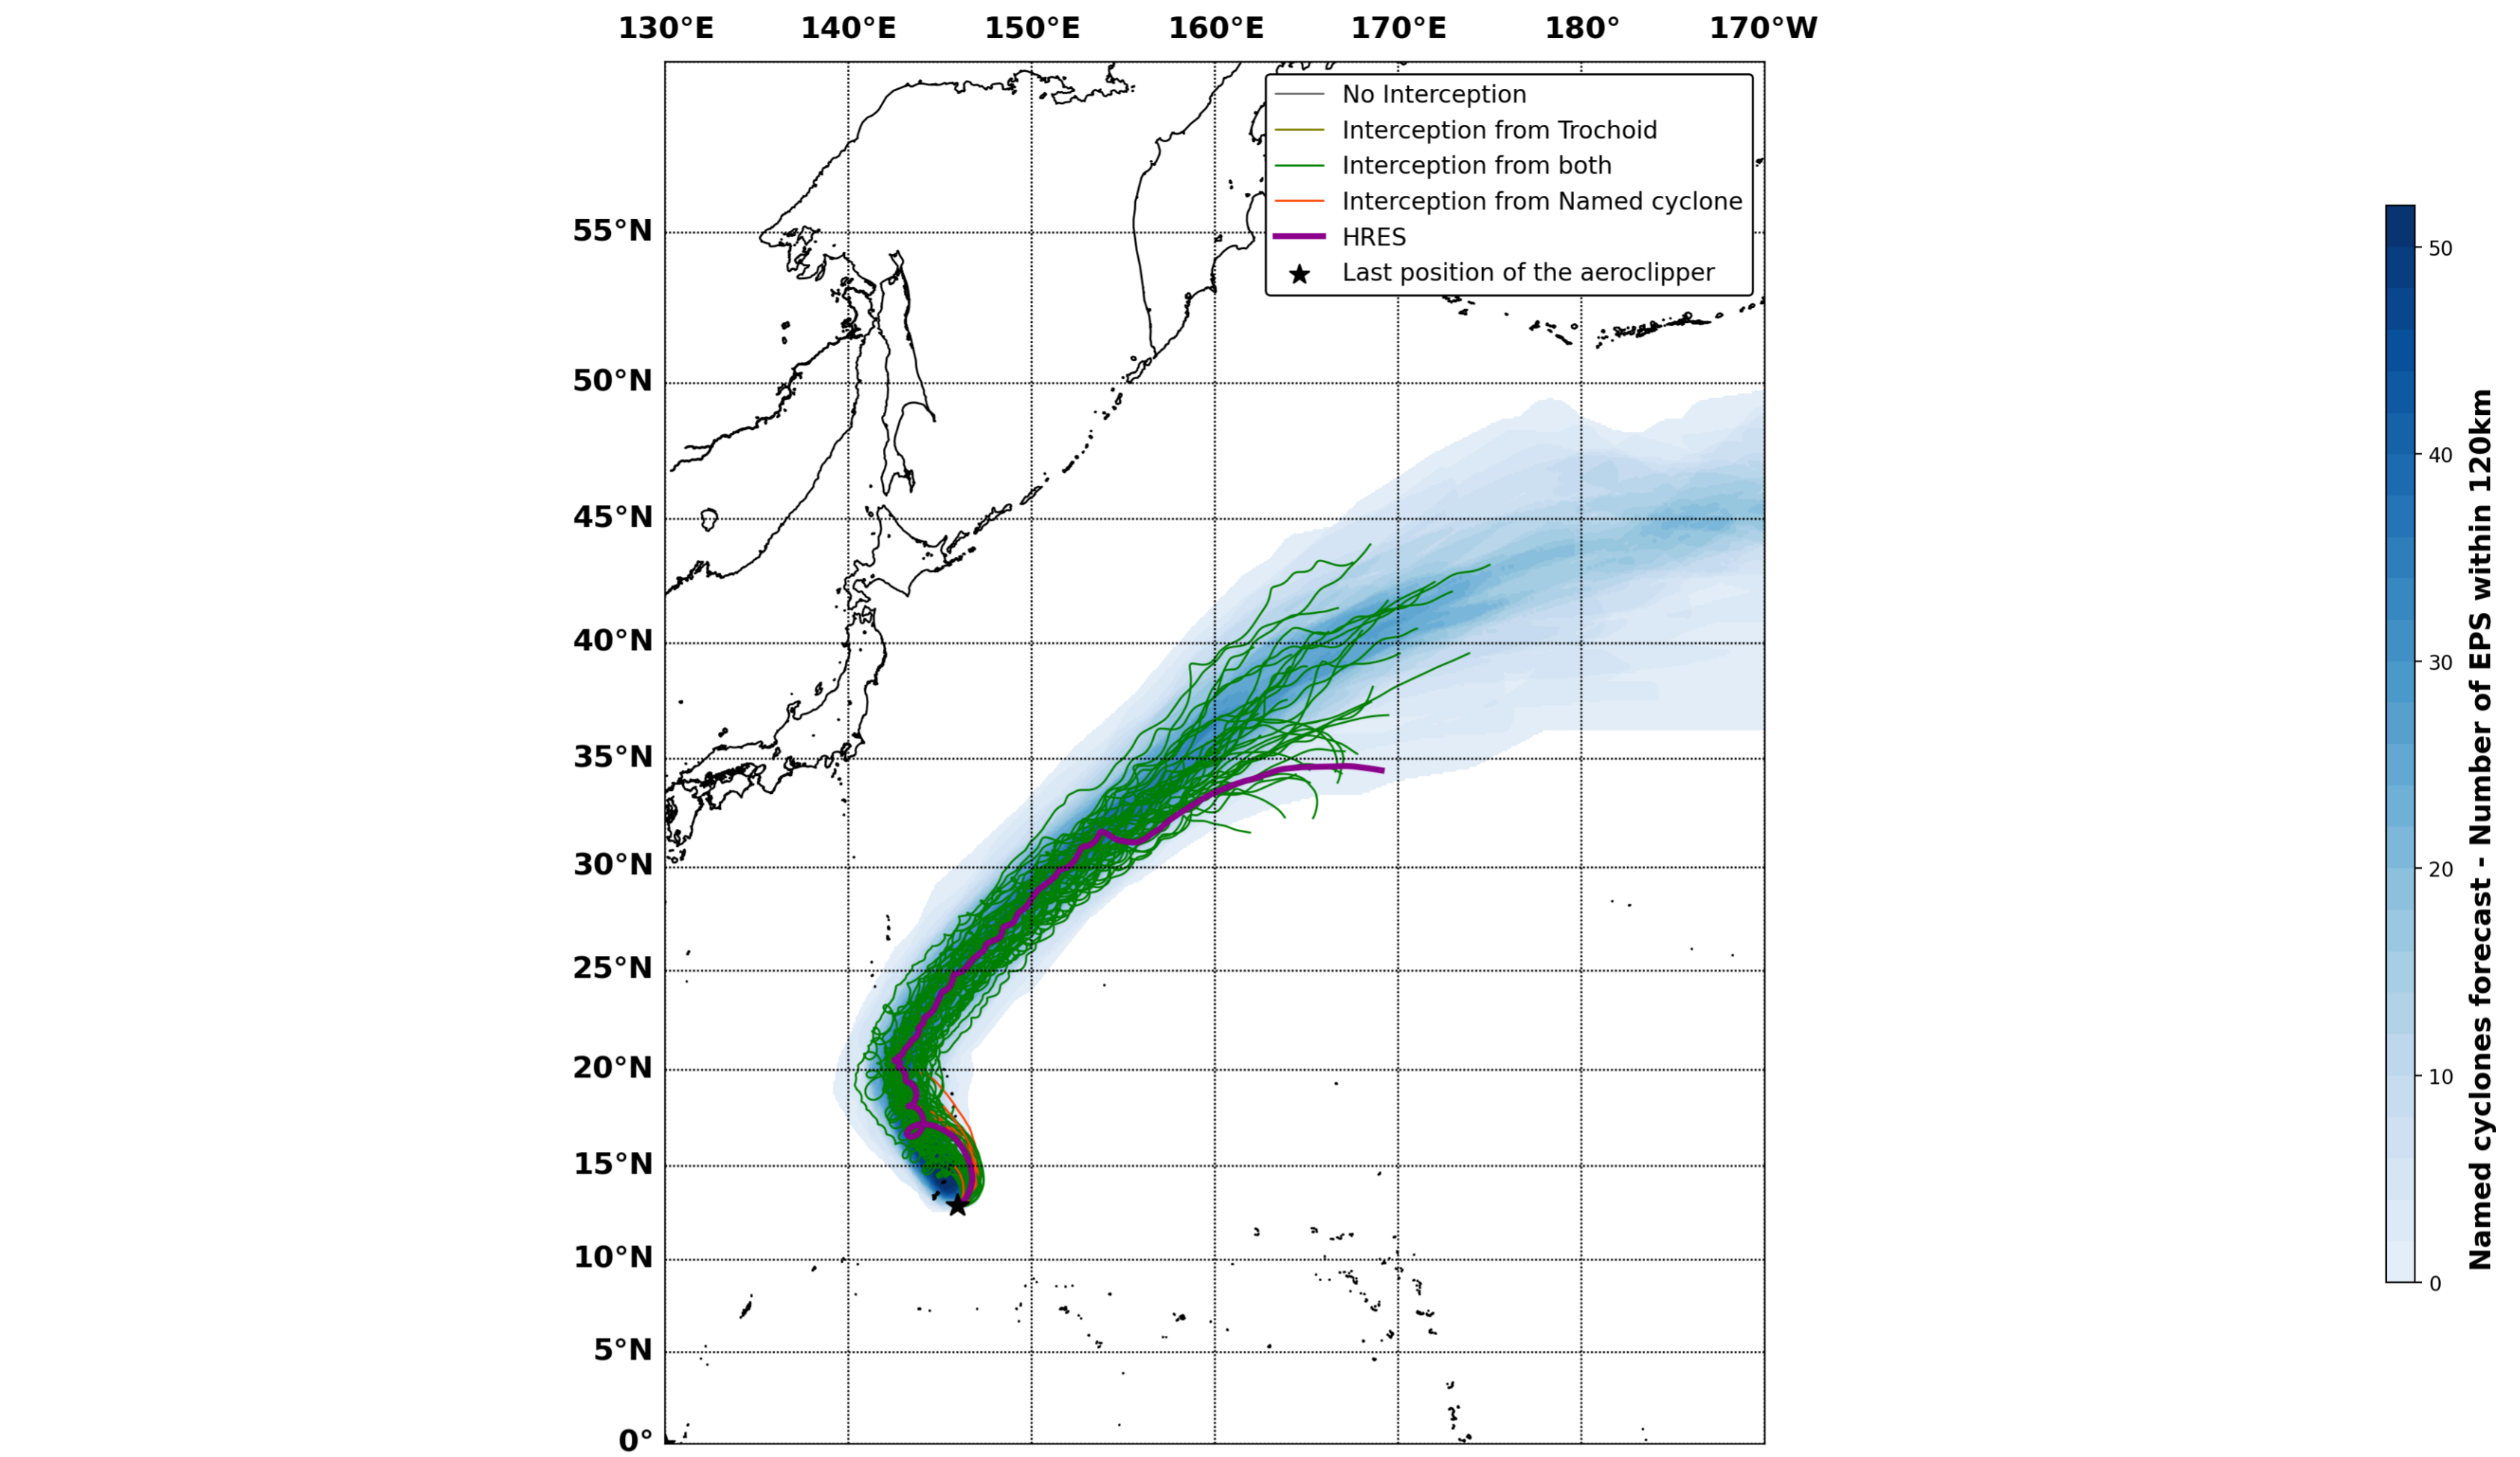 130°E 140°E 150°E 160°E 170°E 180° 170°W
No Interception
Interception from Trochoid
Interception from both
Interception from Named cyclone
HRES
Last position of the aeroclipper
55°N
50°N
45°N
40°N
35°N
30°N
25°N
20°N
15°N
10°N
5°N
0°
50
40
30
20
10
0
Named cyclones forecast - Number of EPS within 120km